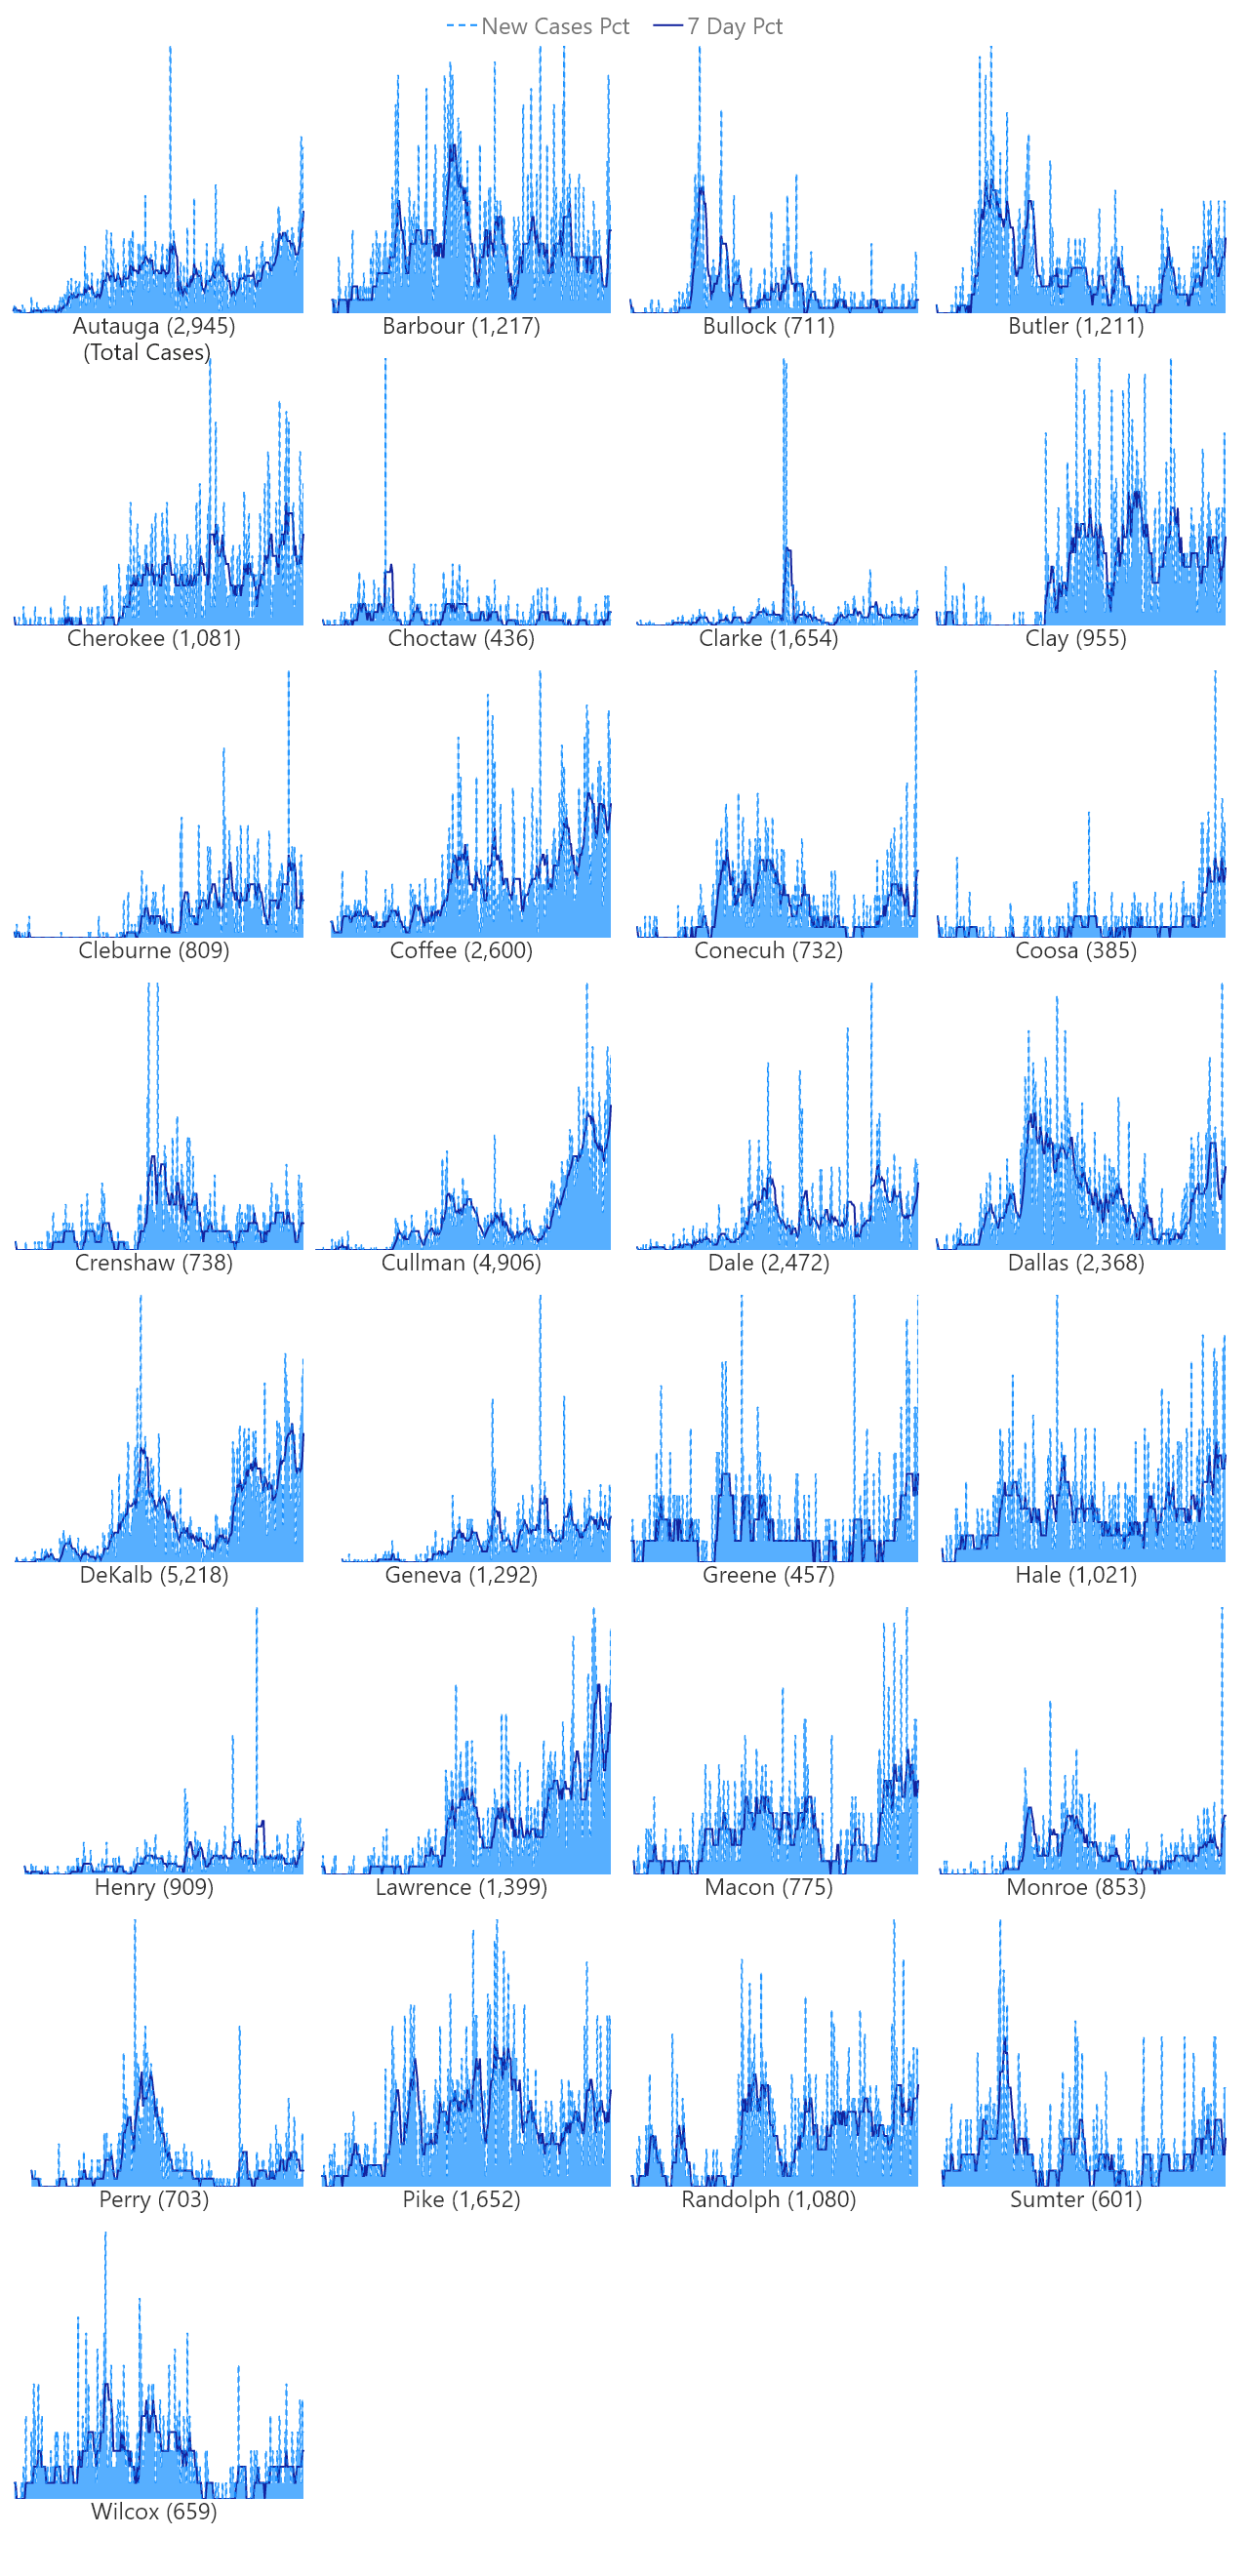 New Cases Pct 7 Day Pct
Autauga (2,945) Barbour (1,217) Bullock (711) Butler (1,211)
(Total Cases)
Cherokee (1,081) Choctaw (436) Clarke (1,654) Clay (955)
Cleburne (809) Coffee (2,600) Conecuh (732) Coosa (385)
Crenshaw (738) Cullman (4,906) Dale (2,472) Dallas (2,368)
DeKalb (5,218) Geneva (1,292) Greene (457) Hale (1,021)
Henry (909) Lawrence (1,399) Macon (775) Monroe (853)
Perry (703) Pike (1,652) Randolph (1,080) Sumter (601)
Wilcox (659)